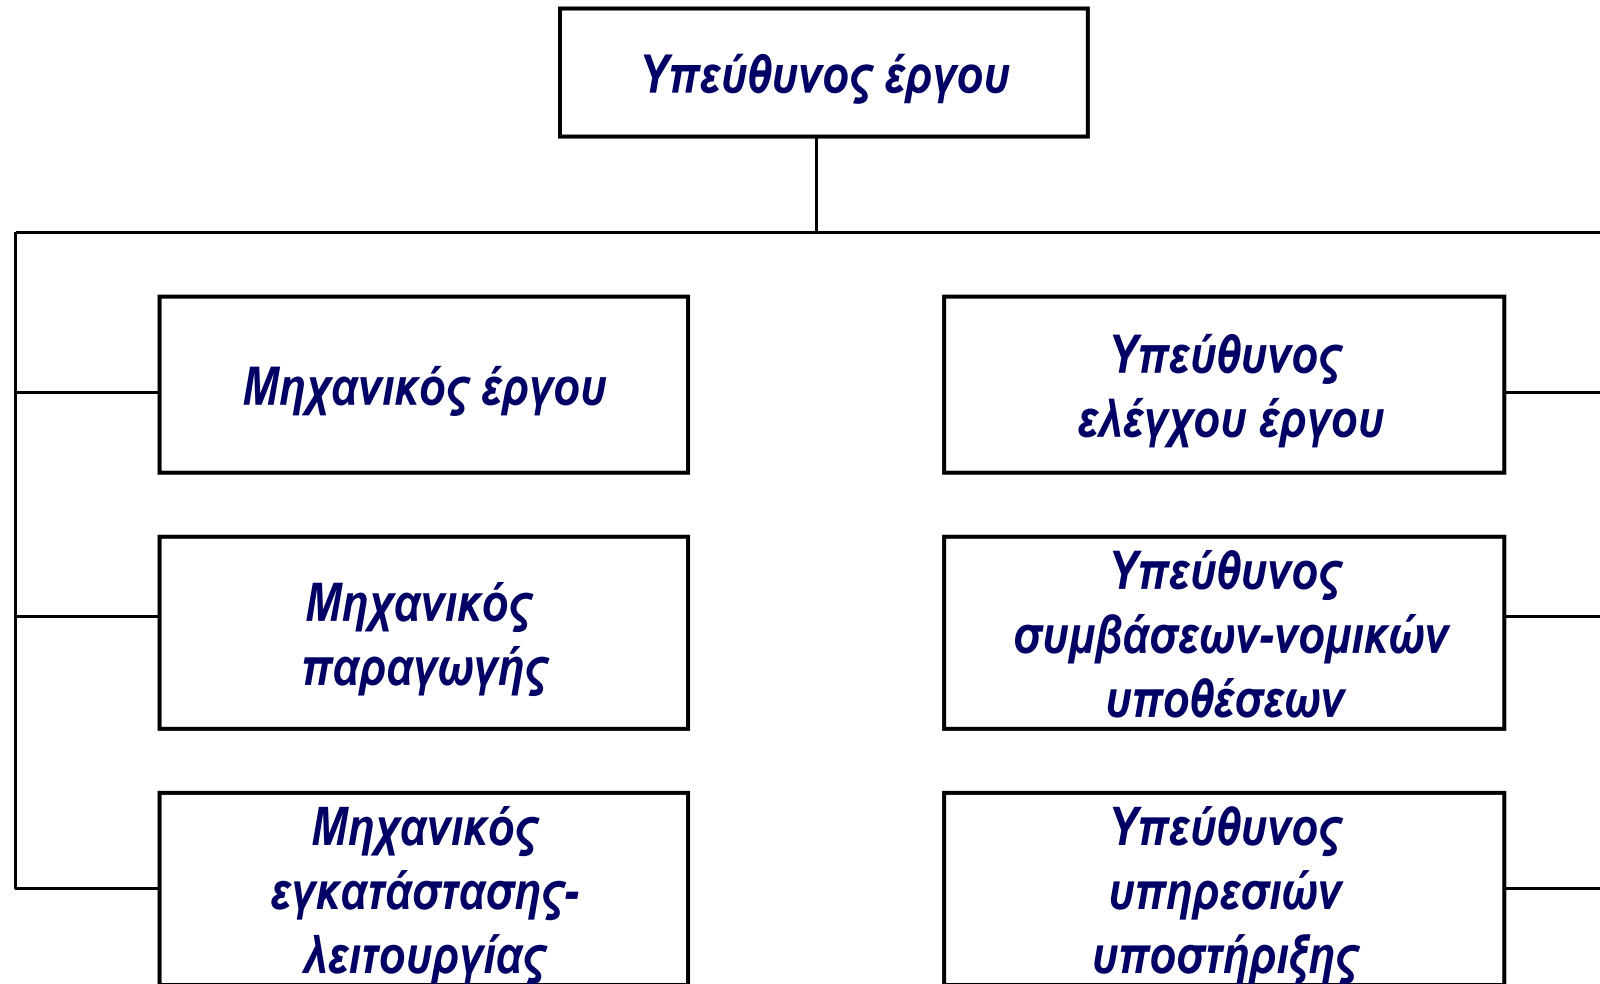 Υπεύθυνος έργου
Μηχανικός έργου
Υπεύθυνος
ελέγχου έργου
Μηχανικός
παραγωγής
Υπεύθυνος
συμβάσεων-νομικών
υποθέσεων
Μηχανικός
εγκατάστασης-
λειτουργίας
Υπεύθυνος
υπηρεσιών
υποστήριξης